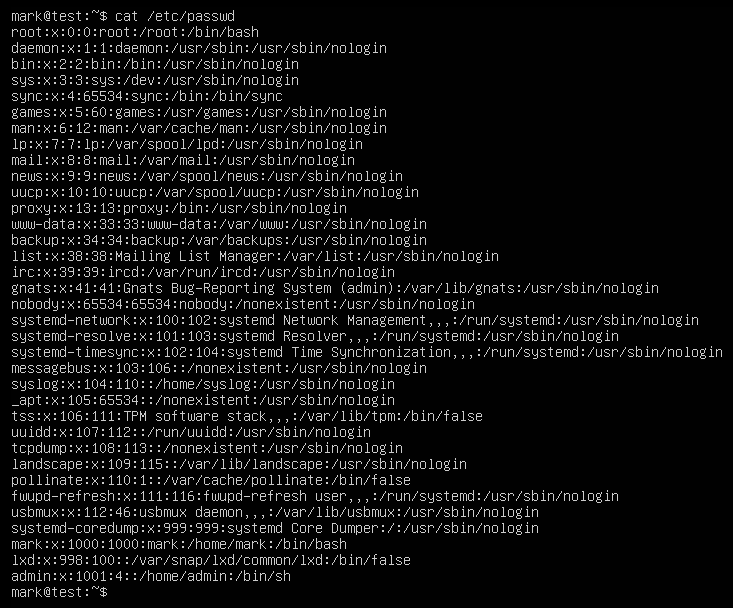 mark@test:~$ cat /etc/passwd
root:x:0:0:root:/root:/bin/bash
daemon:x:1:1:daemon:/usr/sbin:/usr/sbin/nologin
bin:x:2:2:bin:/bin:/usr/sbin/nologin
sys:x:3:3:sys:/dev:/usr/sbin/nologin
sync:x:4:65534:sync:/bin:/bin/sync
games:x:5:60:games:/usr/games:/usr/sbin/nologin
man:x:6:12:man:/var/cache/man:/usr/sbin/nologin
lp:x:7:7:lp:/var/spool/lpd:/usr/sbin/nologin
mail:x:8:8:mail:/var/mail:/usr/sbin/nologin
news:x:9:9:news:/var/spool/news:/usr/sbin/nologin
uucp:x:10:10:uucp:/var/spool/uucp:/usr/sbin/nologin
proxy:x:13:13:proxy:/bin:/usr/sbin/nologin
www-data:x:33:33:www-data:/var/www:/usr/sbin/nologin
backup:x:34:34:backup:/var/backups:/usr/sbin/nologin
list:x:38:38:Mailing List Manager:/var/list:/usr/sbin/nologin
irc:x:39:39:ircd:/var/run/ircd:/usr/sbin/nologin
gnats:x:41:41:Gnats Bug-Reporting System (admin):/var/lib/gnats:/usr/sbin/nologin
nobody:x:65534:65534:nobody:/nonexistent:/usr/sbin/nologin
systemd-network:x:100:102:systemd Network Management,,,:/run/systemd:/usr/sbin/nologin
systemd-resolve:x:101:103:systemd Resolver,,,:/run/systemd:/usr/sbin/nologin
systemd-timesync:x:102:104:systemd Time Synchronization,,,:/run/systemd:/usr/sbin/nologin
messagebus:x:103:106::/nonexistent:/usr/sbin/nologin
syslog:x:104:110::/home/syslog:/usr/sbin/nologin
_apt:x:105:65534::/nonexistent:/usr/sbin/nologin
tss:x:106:111:TPM software stack,,,:/var/lib/tpm:/bin/false
uuidd:x:107:112::/run/uuidd:/usr/sbin/nologin
tcpdump:x:108:113::/nonexistent:/usr/sbin/nologin
landscape:x:109:115::/var/lib/landscape:/usr/sbin/nologin
pollinate:x:110:1::/var/cache/pollinate:/bin/false
fwupd-refresh:x:111:116:fwupd-refresh user,,,:/run/systemd:/usr/sbin/nologin
usbmux:x:112:46:usbmux daemon,,,:/var/lib/usbmux:/usr/sbin/nologin
systemd-coredump:x:999:999:systemd Core Dumper:/:/usr/sbin/nologin
mark:x:1000:1000:mark:/home/mark:/bin/bash
lxd:x:998:100::/var/snap/lxd/common/lxd:/bin/false
admin:x:1001:4::/home/admin:/bin/sh
mark@test:~$